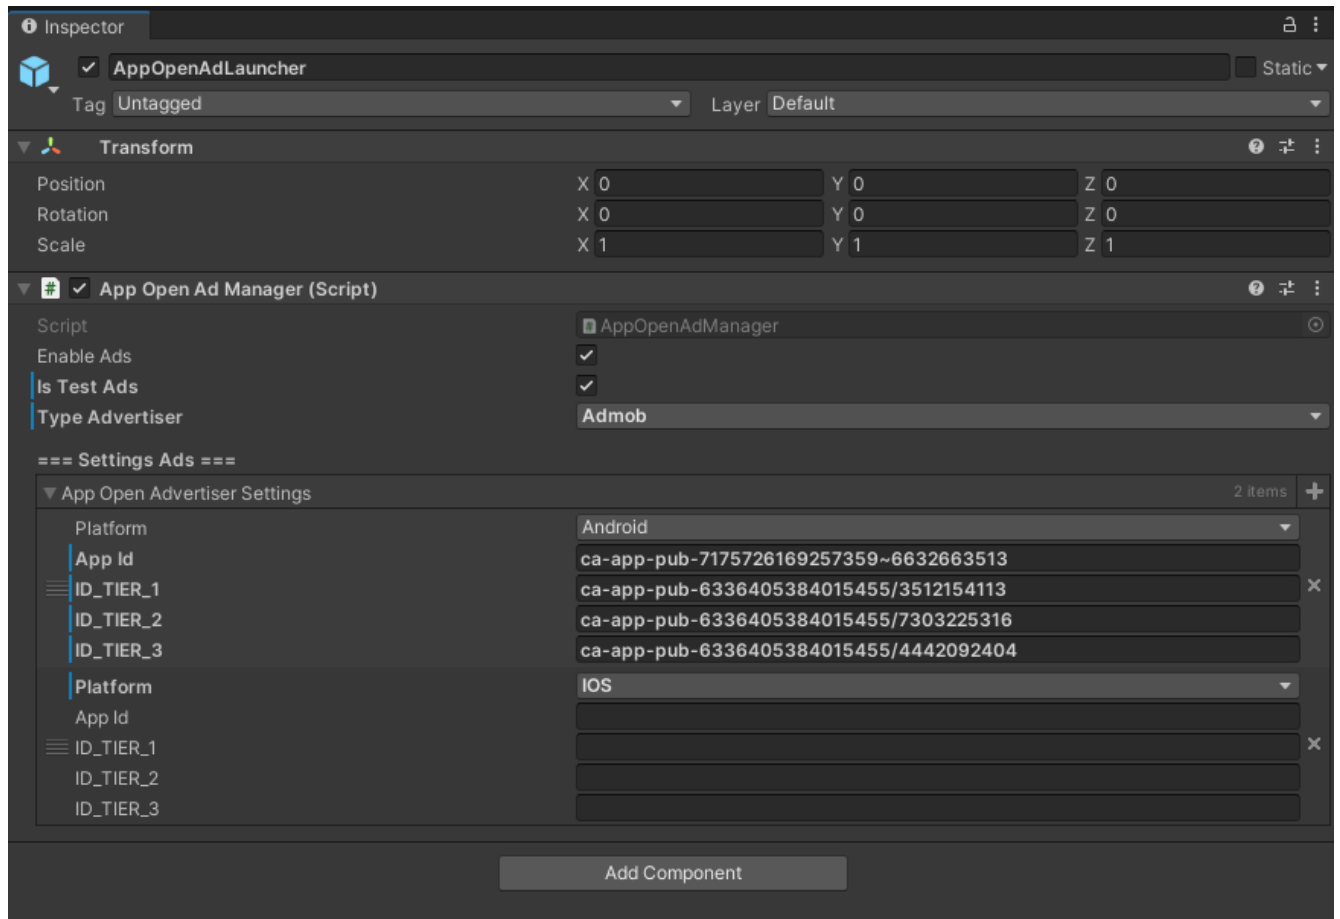 Inspector
AppOpenAdLauncher Static
Tag Untagged Layer Default
Transform
Position X 0 Y 0 Z 0
Rotation X 0 Y 0 Z 0
Scale X 1 Y 1 Z 1
# App Open Ad Manager (Script)
Script AppOpenAdManager
Enable Ads
Is Test Ads
Type Advertiser Admob
=== Settings Ads ===
App Open Advertiser Settings 2 items
Platform Android
App Id ca-app-pub-7175726169257359~6632663513
ID_TIER_1 ca-app-pub-6336405384015455/3512154113
ID_TIER_2 ca-app-pub-6336405384015455/7303225316
ID_TIER_3 ca-app-pub-6336405384015455/4442092404
Platform IOS
App Id
ID_TIER_1
ID_TIER_2
ID_TIER_3
Add Component